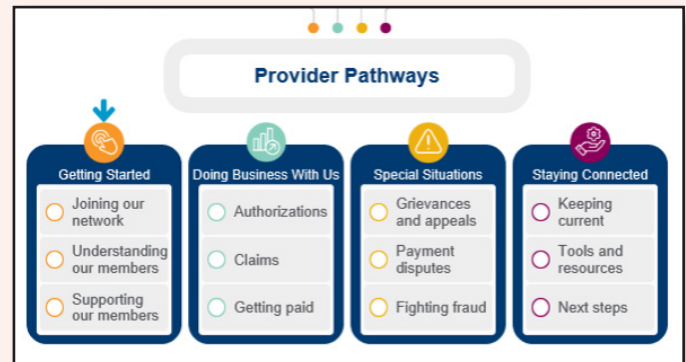 Provider Pathways
Getting Started
Joining our
network
Understanding
our members
Supporting
our members
Doing Business With Us
Authorizations
Claims
Getting paid
Special Situations
Grievances
and appeals
Payment
disputes
Fighting fraud
Staying Connected
Keeping
current
Tools and
resources
Next steps